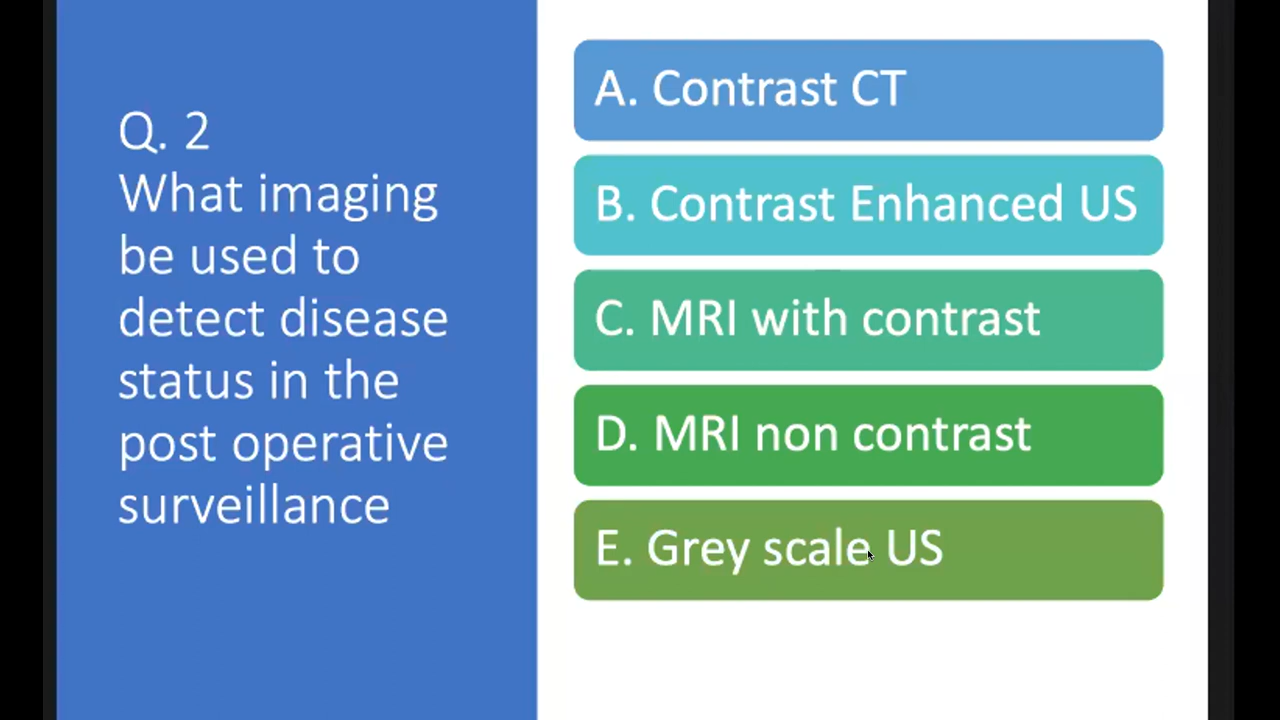 Q. 2
What imaging
be used to
detect disease
status in the
post operative
surveillance
A. Contrast CT
B. Contrast Enhanced US
C. MRI with contrast
D. MRI non contrast
E. Grey scale US